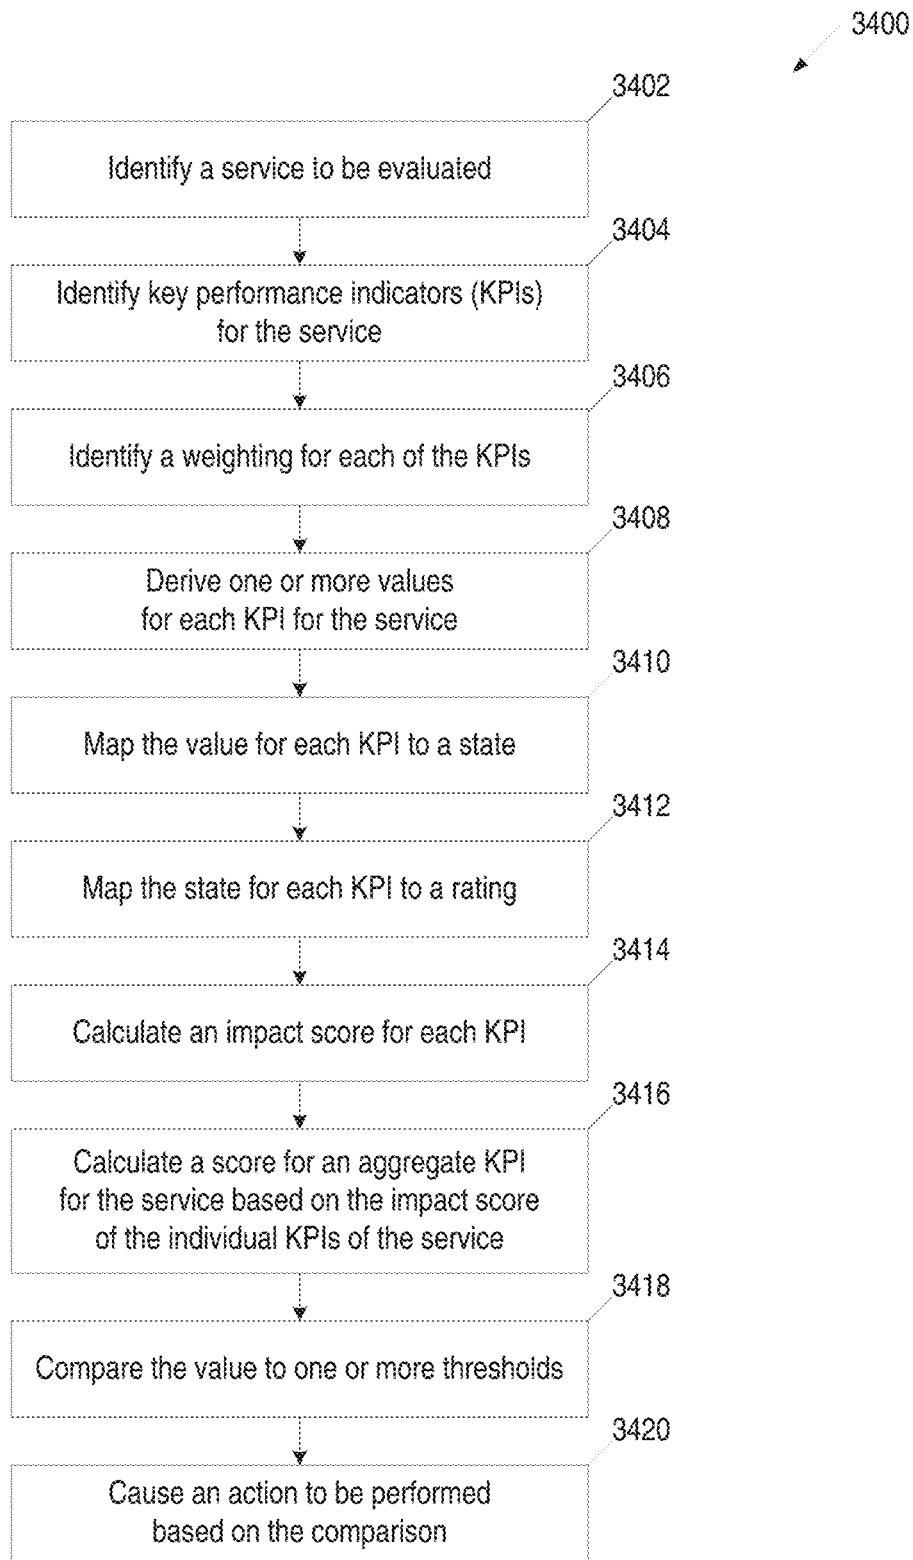 3400
3402
Identify a service to be evaluated
3404
Identify key performance indicators (KPIs)
for the service
3406
Identify a weighting for each of the KPIs
3408
Derive one or more values
for each KPI for the service
3410
Map the value for each KPI to a state
3412
Map the state for each KPI to a rating
3414
Calculate an impact score for each KPI
3416
Calculate a score for an aggregate KPI
for the service based on the impact score
of the individual KPIs of the service
3418
Compare the value to one or more thresholds
3420
Cause an action to be performed
based on the comparison